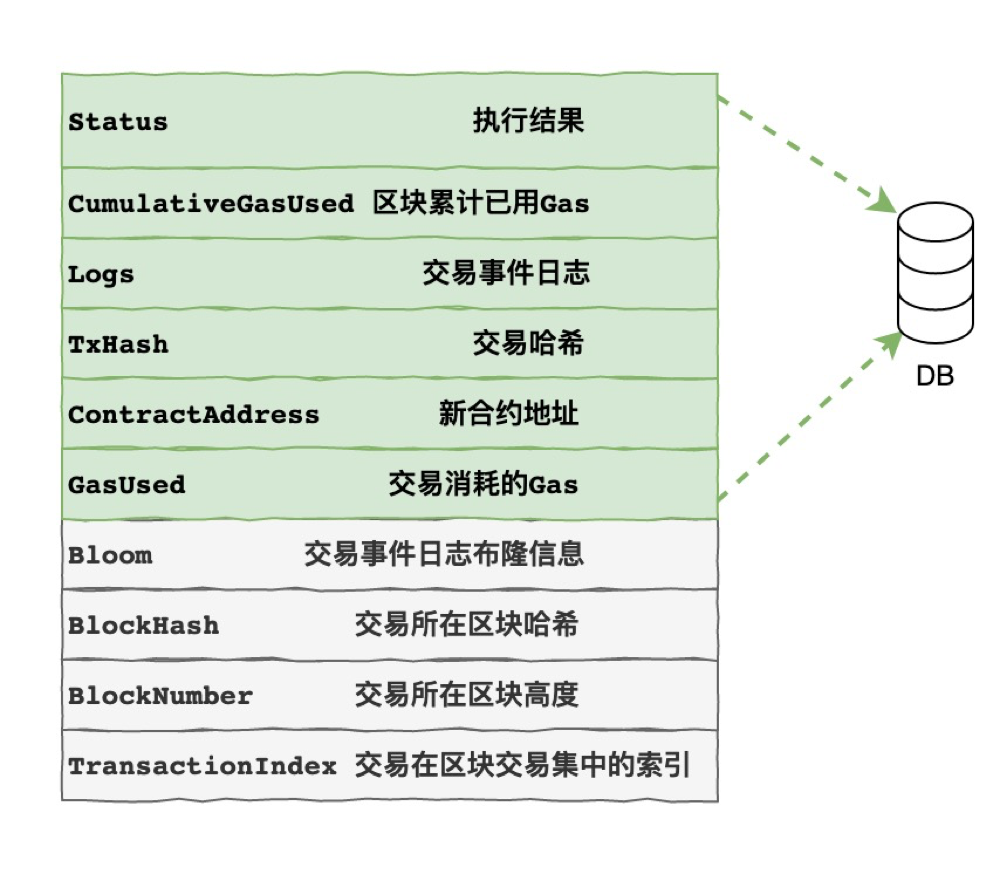 Status 执行结果
CumulativeGasUsed 区块累计已用Gas
Logs 交易事件日志
TxHash 交易哈希
ContractAddress 新合约地址
GasUsed 交易消耗的Gas
Bloom 交易事件日志布隆信息
BlockHash 交易所在区块哈希
BlockNumber 交易所在区块高度
TransactionIndex 交易在区块交易集中的索引
DB